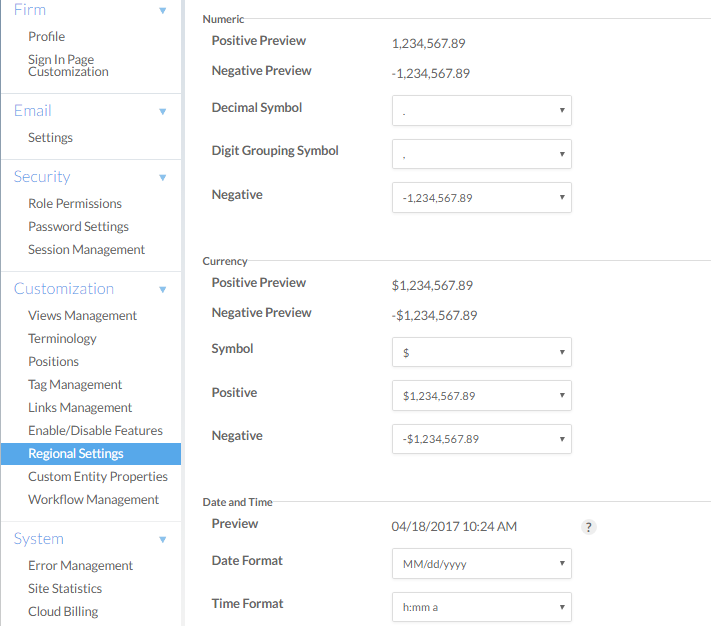 Firm
Profile
Sign In Page
Customization
Email
Settings
Security
Role Permissions
Password Settings
Session Management
Customization
Views Management
Terminology
Positions
Tag Management
Links Management
Enable/Disable Features
Regional Settings
Custom Entity Properties
Workflow Management
System
Error Management
Site Statistics
Cloud Billing
Numeric
Positive Preview 1,234,567.89
Negative Preview -1,234,567.89
Decimal Symbol .
Digit Grouping Symbol ,
Negative -1,234,567.89
Currency
Positive Preview $1,234,567.89
Negative Preview -$1,234,567.89
Symbol $
Positive $1,234,567.89
Negative -$1,234,567.89
Date and Time
Preview 04/18/2017 10:24 AM ?
Date Format MM/dd/yyyy
Time Format h:mm a